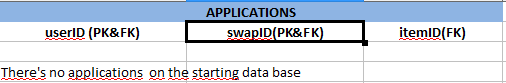 APPLICATIONS
userID (PK&FK) swapID(PK&FK) itemID(FK)
There's no applications on the starting data base